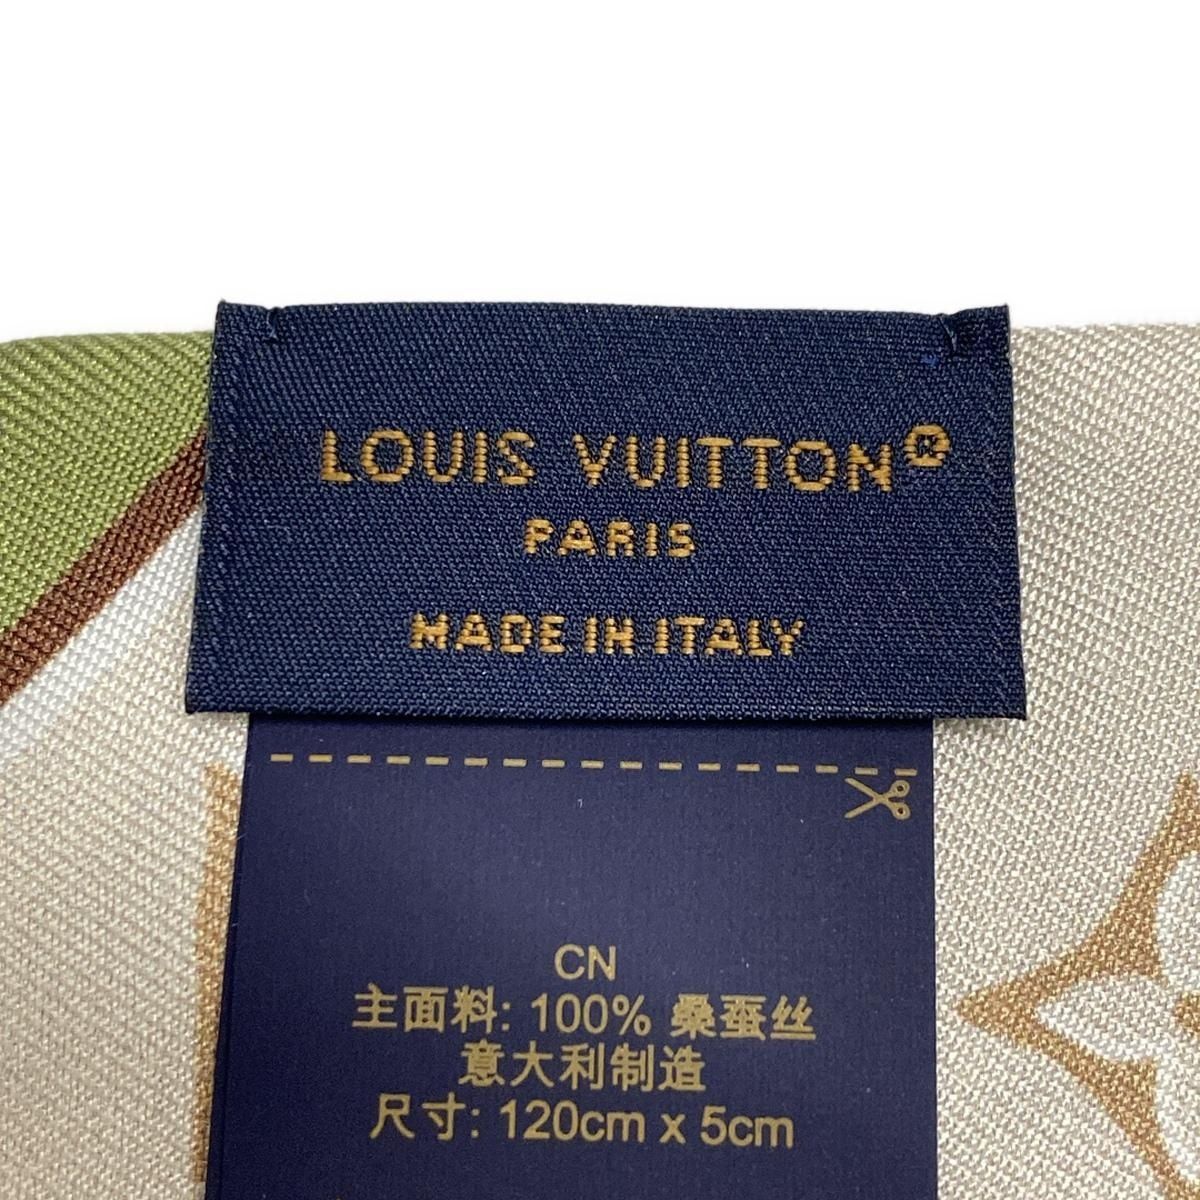 LOUIS VUITTON®
PARIS
MADE IN ITALY
CN
主面料: 100% 桑蚕丝
意大利制造
尺寸: 120cm x 5cm